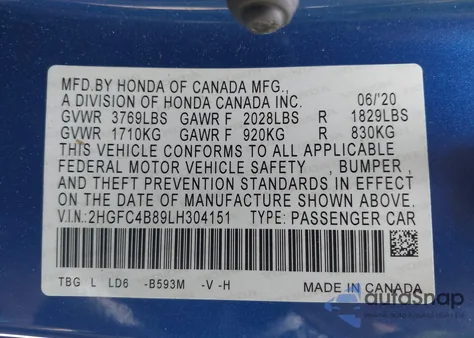 MFD.BY HONDA OF CANADA MFG.,
A DIVISION OF HONDA CANADA INC. 06/'20
GVWR 3769LBS GAWR F 2028LBS R 1829LBS
GVWR 1710KG GAWR F 920KG R 830KG
THIS VEHICLE CONFORMS TO ALL APPLICABLE
FEDERAL MOTOR VEHICLE SAFETY , BUMPER,
AND THEFT PREVENTION STANDARDS IN EFFECT
ON THE DATE OF MANUFACTURE SHOWN ABOVE.
V.I.N.:2HGFC4B89LH304151 TYPE: PASSENGER CAR
TBG L LD6 -B593M -V -H MADE IN CANADA
autoSnap